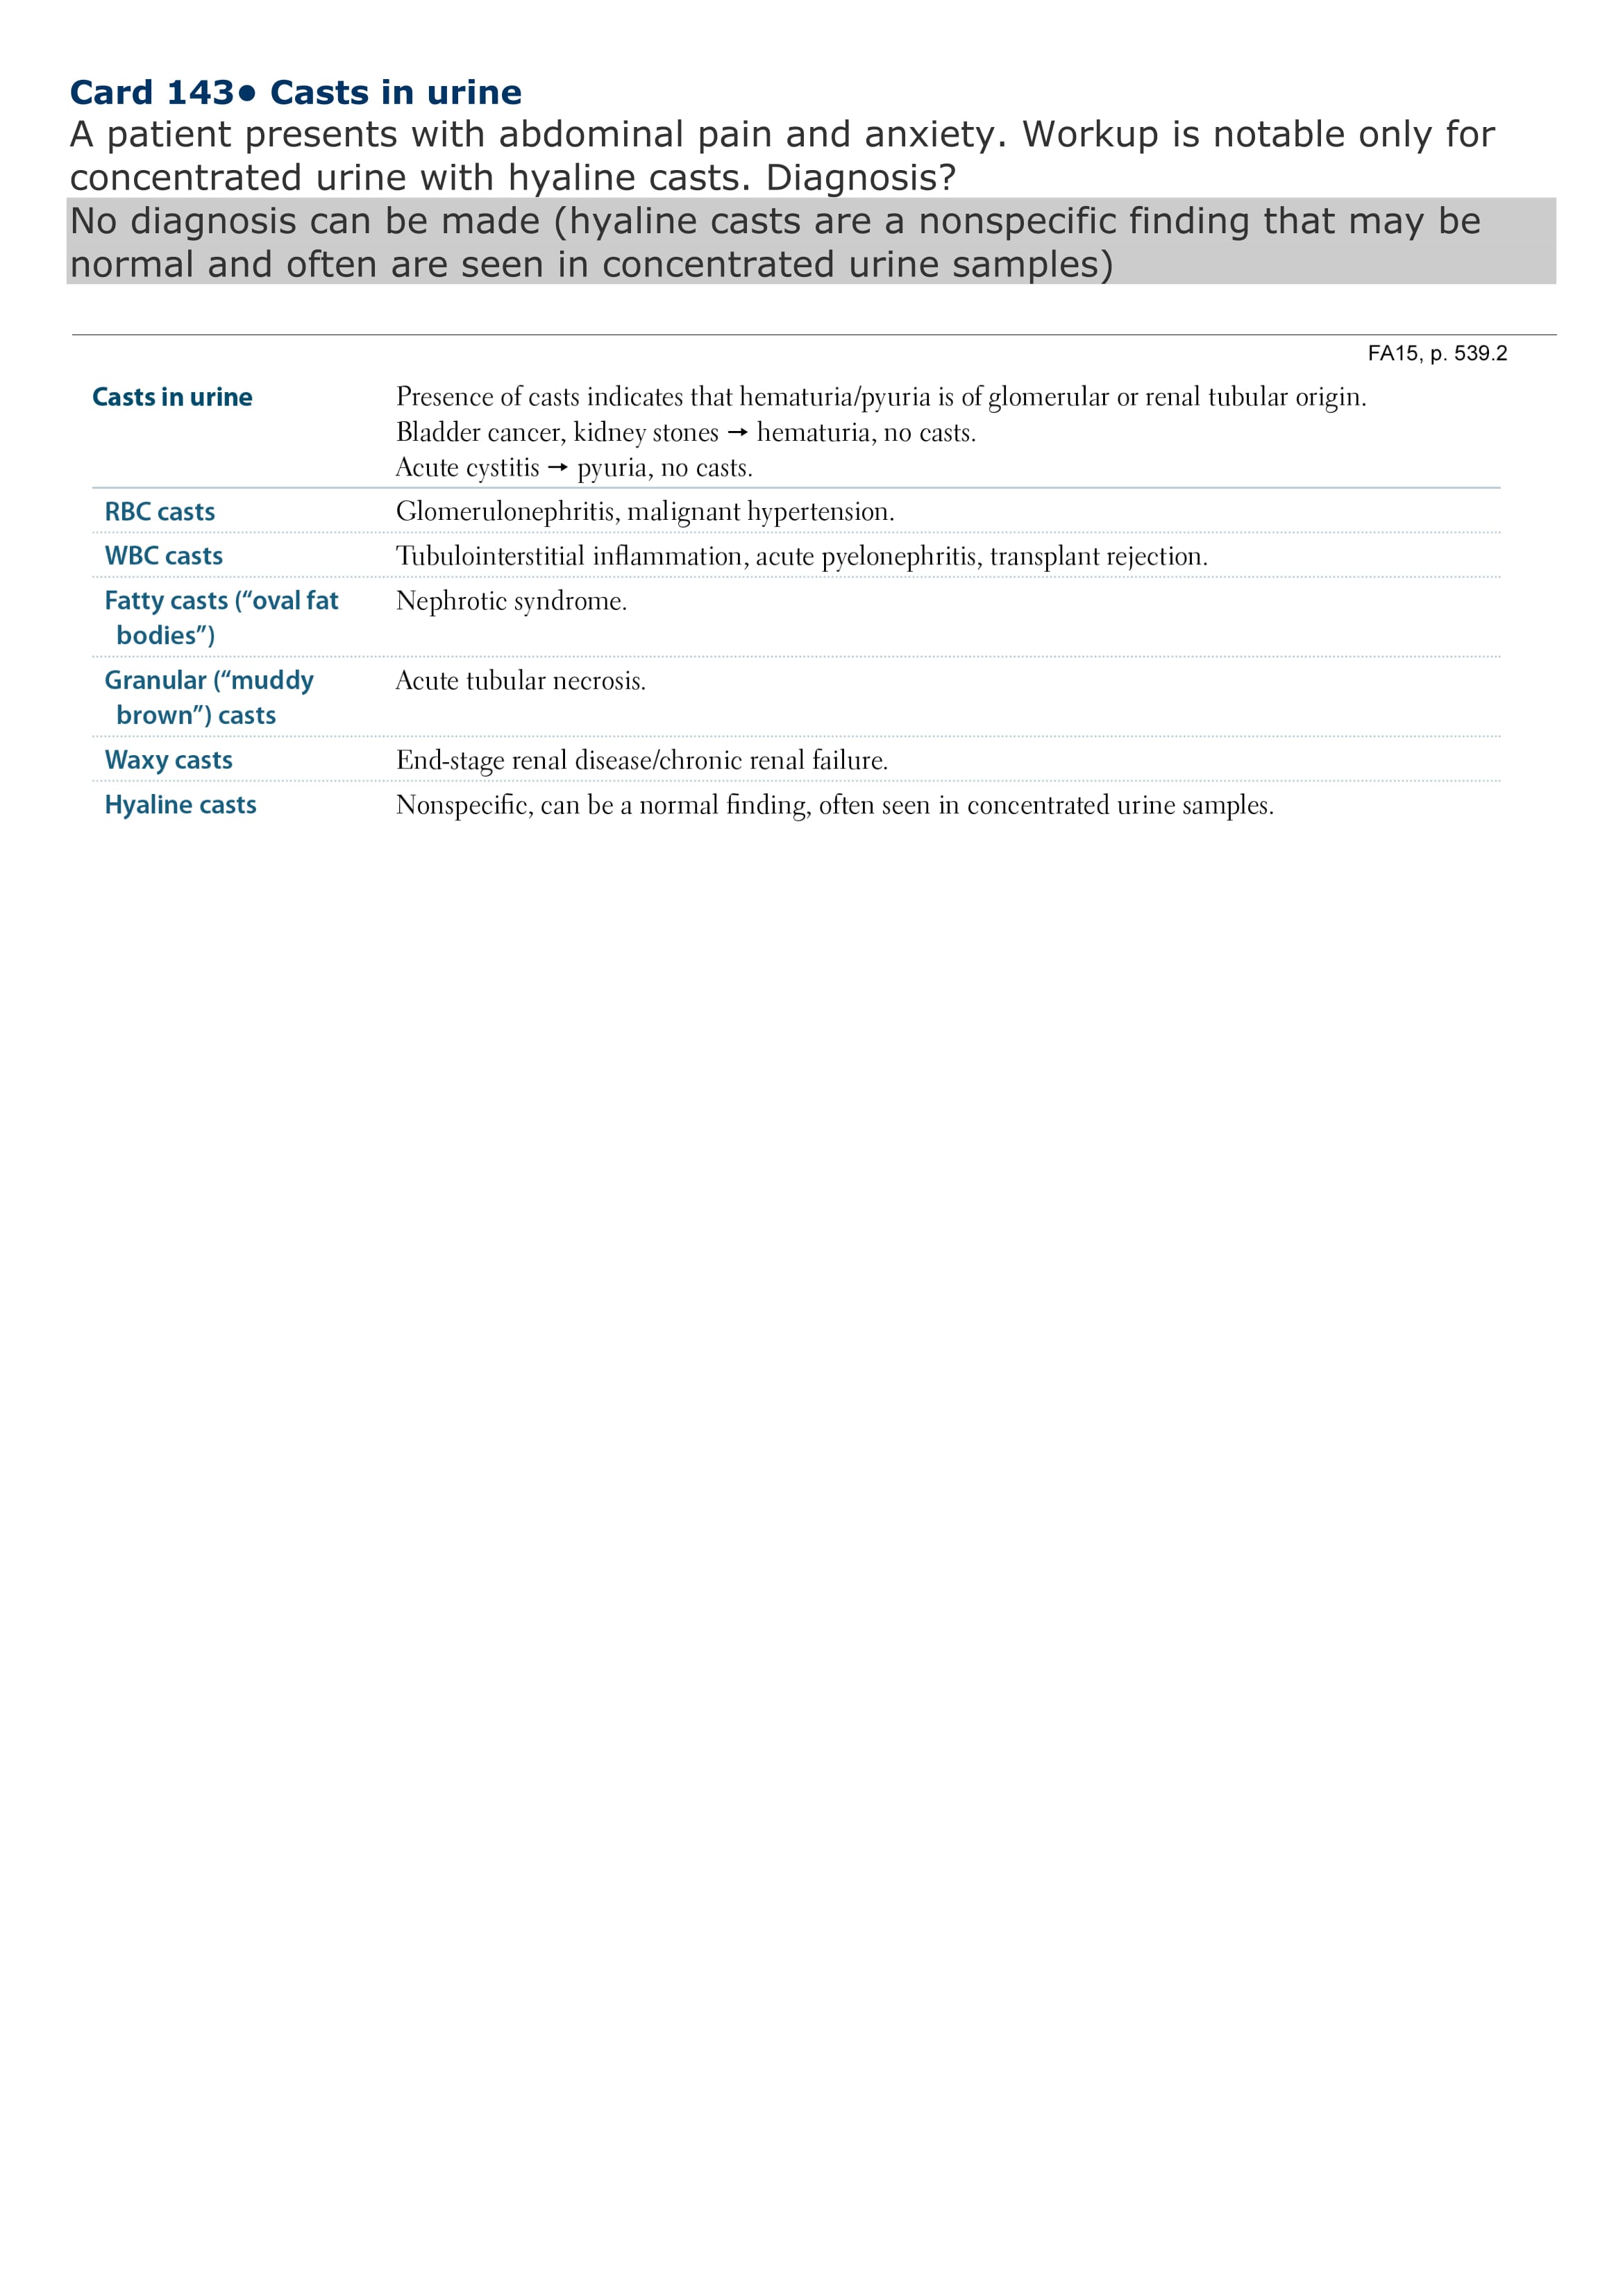 Card 143• Casts in urine
A patient presents with abdominal pain and anxiety. Workup is notable only for
concentrated urine with hyaline casts. Diagnosis?
No diagnosis can be made (hyaline casts are a nonspecific finding that may be
normal and often are seen in concentrated urine samples)
FA15, p. 539.2
Casts in urine Presence of casts indicates that hematuria/pyuria is of glomerular or renal tubular origin.
Bladder cancer, kidney stones → hematuria, no casts.
Acute cystitis → pyuria, no casts.
RBC casts Glomerulonephritis, malignant hypertension.
WBC casts Tubulointerstitial inflammation, acute pyelonephritis, transplant rejection.
Fatty casts (“oval fat Nephrotic syndrome.
bodies”)
Granular (“muddy Acute tubular necrosis.
brown”) casts
Waxy casts End-stage renal disease/chronic renal failure.
Hyaline casts Nonspecific, can be a normal finding, often seen in concentrated urine samples.